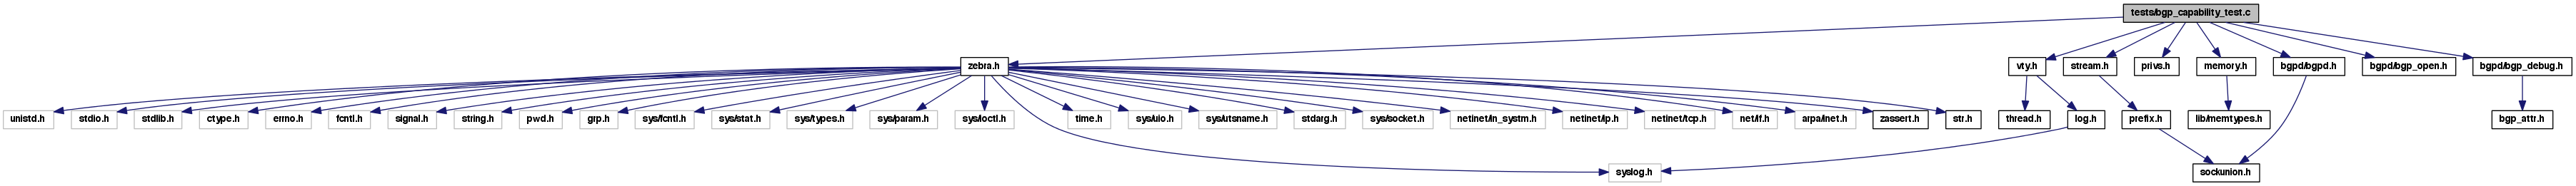 tests/bgp_capability_test.c
zebra.h
vty.h
stream.h
privs.h
memory.h
bgpd/bgpd.h
bgpd/bgp_open.h
bgpd/bgp_debug.h
unistd.h
stdio.h
stdlib.h
ctype.h
errno.h
fcntl.h
signal.h
string.h
pwd.h
grp.h
sys/fcntl.h
sys/stat.h
sys/types.h
sys/param.h
sys/ioctl.h
time.h
sys/uio.h
sys/utsname.h
stdarg.h
sys/socket.h
netinet/in_systm.h
netinet/ip.h
netinet/tcp.h
net/if.h
arpa/inet.h
zassert.h
str.h
thread.h
log.h
prefix.h
lib/memtypes.h
bgp_attr.h
syslog.h
sockunion.h